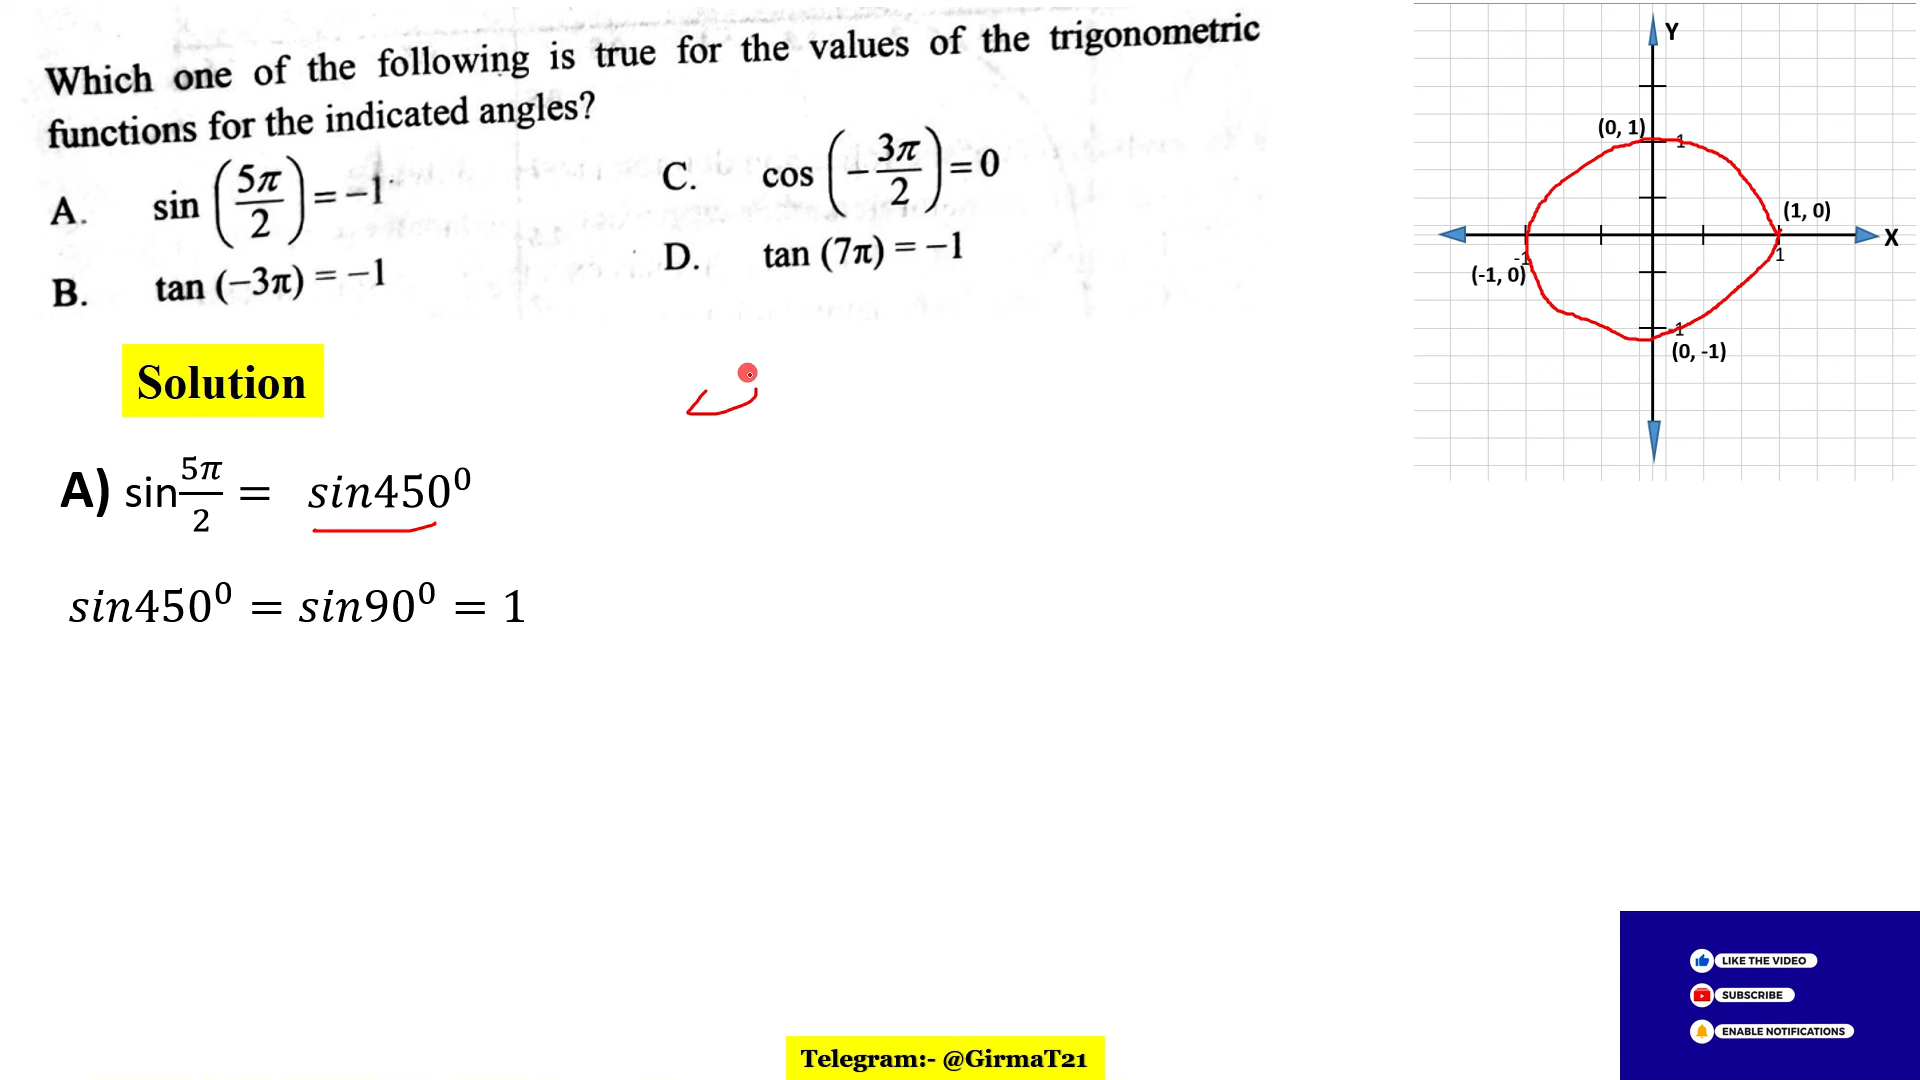 Which one of the following is true for the values of the trigonometric
functions for the indicated angles?
A. sin (5π/2) = -1
B. tan (-3π) = -1
C. cos (-3π/2) = 0
D. tan (7π) = -1
Solution
A) sin 5π/2 = sin450⁰
sin450⁰ = sin90⁰ = 1
Y
(0, 1)
1
(1, 0)
X
-1
1
(-1, 0)
-1
(0, -1)
LIKE THE VIDEO
SUBSCRIBE
ENABLE NOTIFICATIONS
Telegram:- @GirmaT21